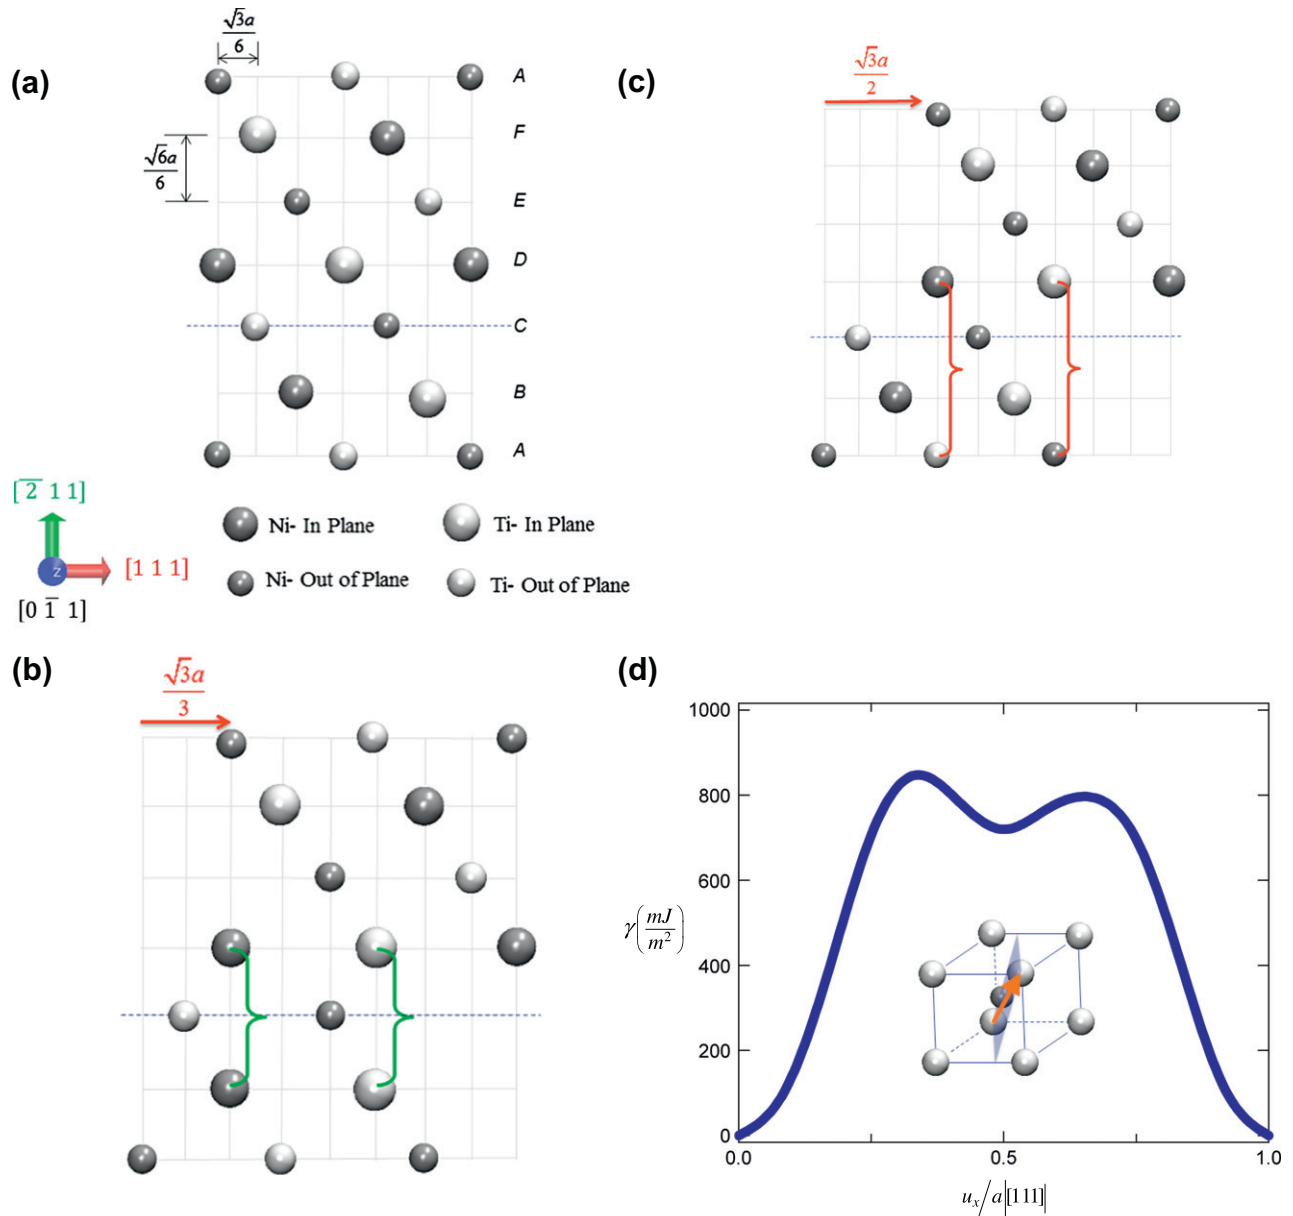 (a)
√3a
6
A
F
√6a
6
E
D
C
B
A
[2̅ 1 1]
Z
[1 1 1]
[0 1̅ 1]
Ni- In Plane
Ti- In Plane
Ni- Out of Plane
Ti- Out of Plane
(c)
√3a
2
(b)
√3a
3
(d)
1000
800
600
γ(mJ/m²)
400
200
0
0.0
0.5
1.0
uₓ/a|[111]|